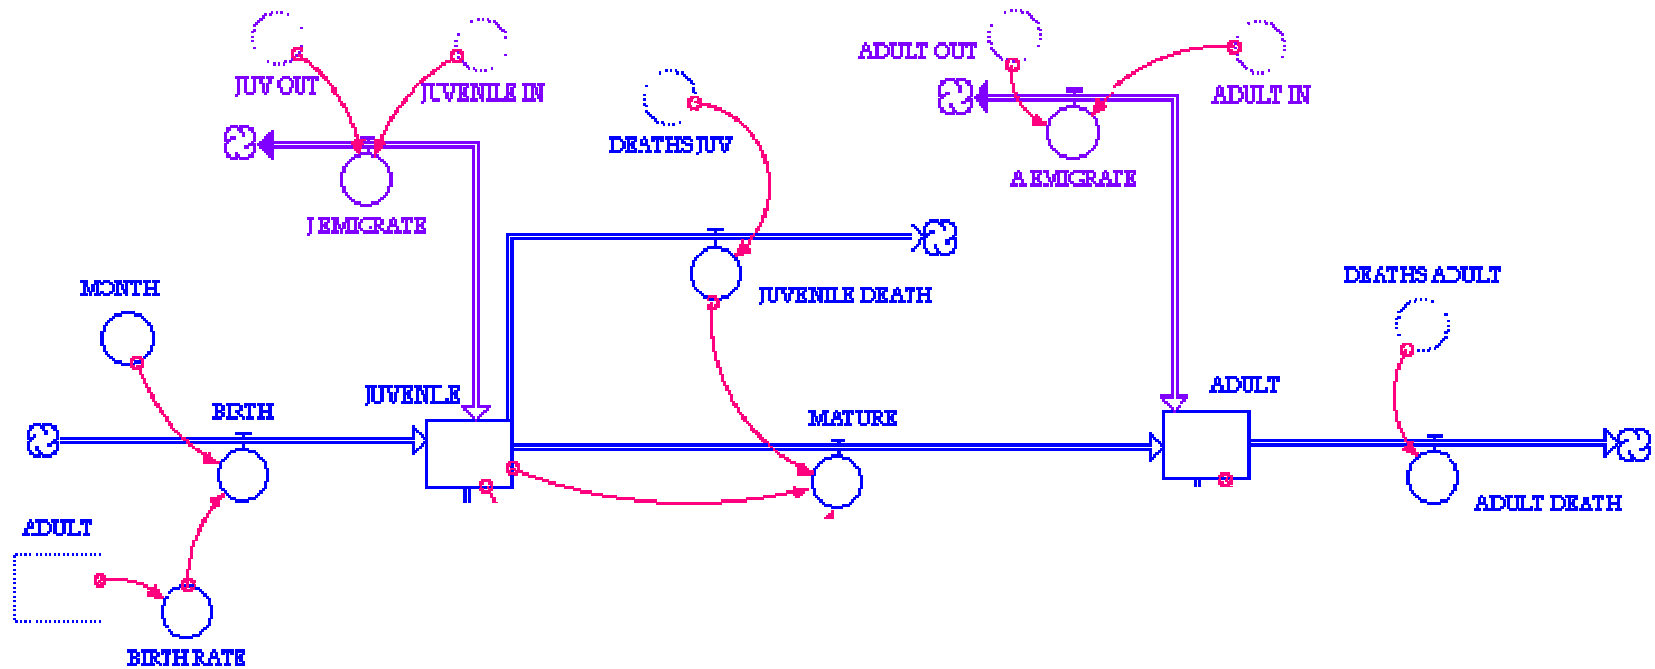 ADULT OUT
JUV OUT
JUVENILE IN
ADULT IN
DEATHS JUV
A EMIGRATE
J EMIGRATE
DEATHS ADULT
MONTH
JUVENILE DEATH
JUVENILE
ADULT
BIRTH
MATURE
ADULT DEATH
ADULT
BIRTH RATE